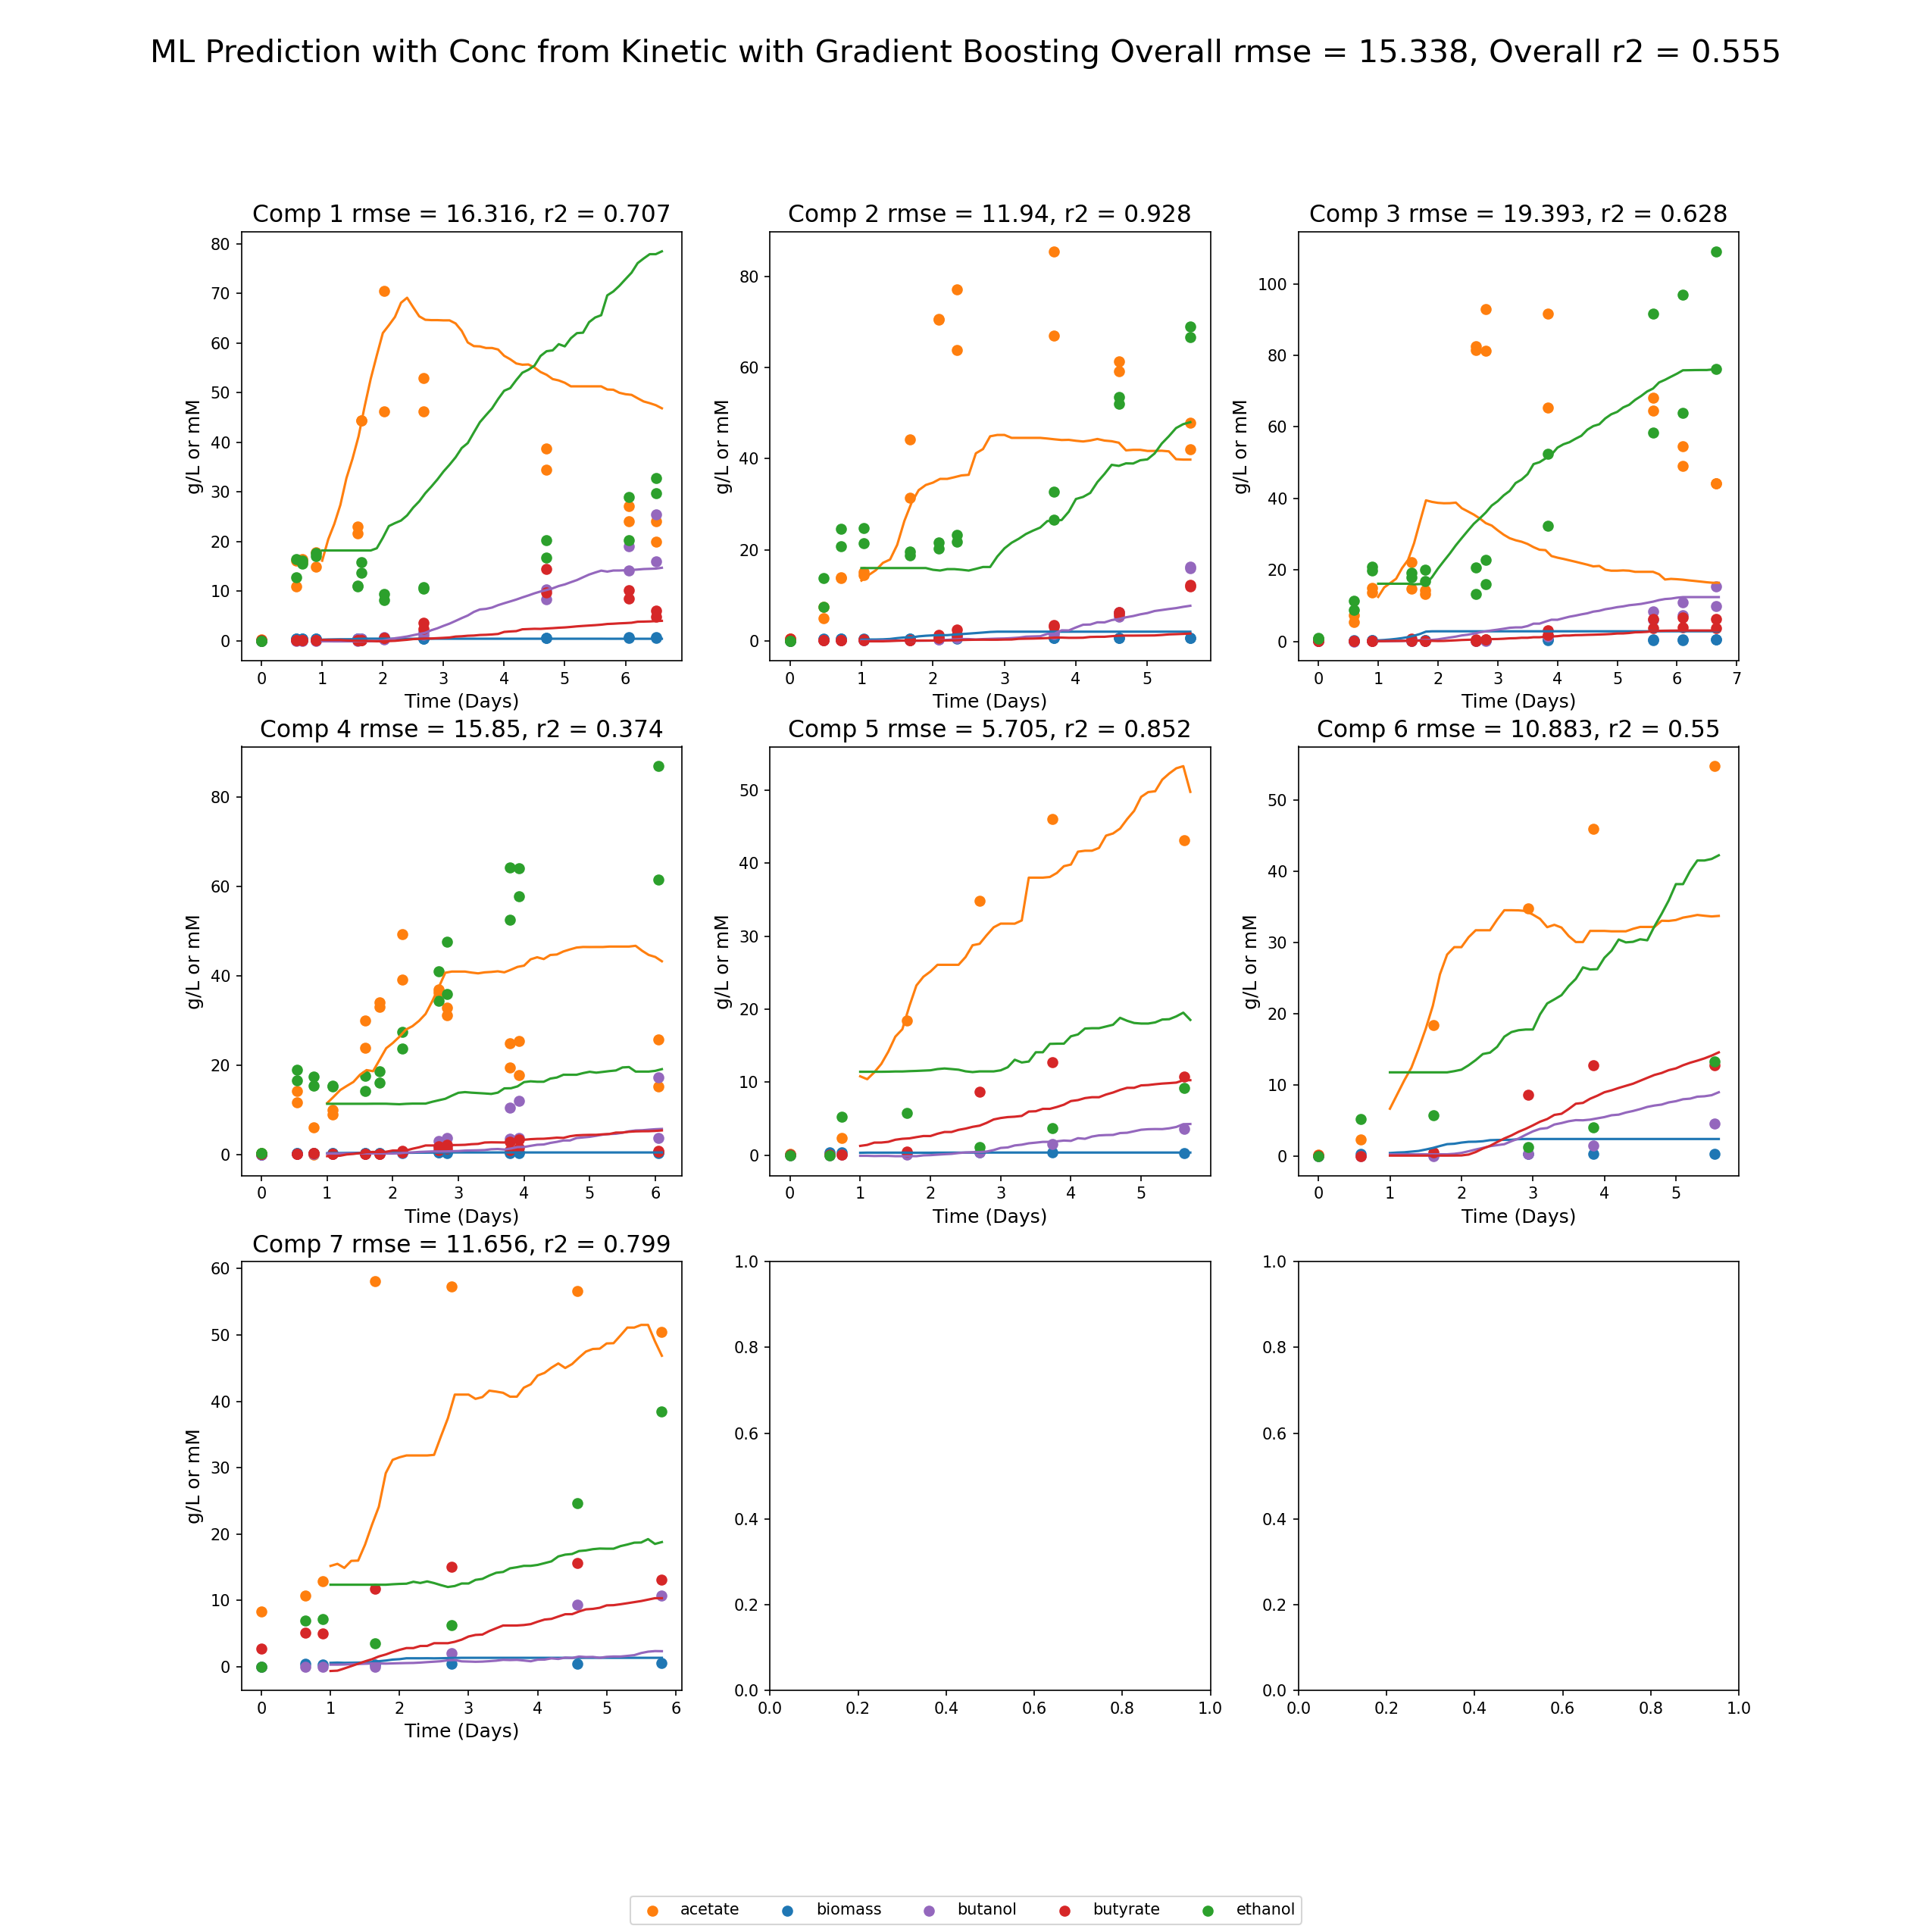 ML Prediction with Conc from Kinetic with Gradient Boosting Overall rmse = 15.338, Overall r2 = 0.555
Comp 1 rmse = 16.316, r2 = 0.707
80
70
60
50
40
30
20
10
0
g/L or mM
0 1 2 3 4 5 6
Time (Days)
Comp 2 rmse = 11.94, r2 = 0.928
80
60
40
20
0
g/L or mM
0 1 2 3 4 5
Time (Days)
Comp 3 rmse = 19.393, r2 = 0.628
100
80
60
40
20
0
g/L or mM
0 1 2 3 4 5 6 7
Time (Days)
Comp 4 rmse = 15.85, r2 = 0.374
80
60
40
20
0
g/L or mM
0 1 2 3 4 5 6
Time (Days)
Comp 5 rmse = 5.705, r2 = 0.852
50
40
30
20
10
0
g/L or mM
0 1 2 3 4 5
Time (Days)
Comp 6 rmse = 10.883, r2 = 0.55
50
40
30
20
10
0
g/L or mM
0 1 2 3 4 5
Time (Days)
Comp 7 rmse = 11.656, r2 = 0.799
60
50
40
30
20
10
0
g/L or mM
0 1 2 3 4 5 6
Time (Days)
1.0
0.8
0.6
0.4
0.2
0.0
0.0 0.2 0.4 0.6 0.8 1.0
1.0
0.8
0.6
0.4
0.2
0.0
0.0 0.2 0.4 0.6 0.8 1.0
acetate biomass butanol butyrate ethanol